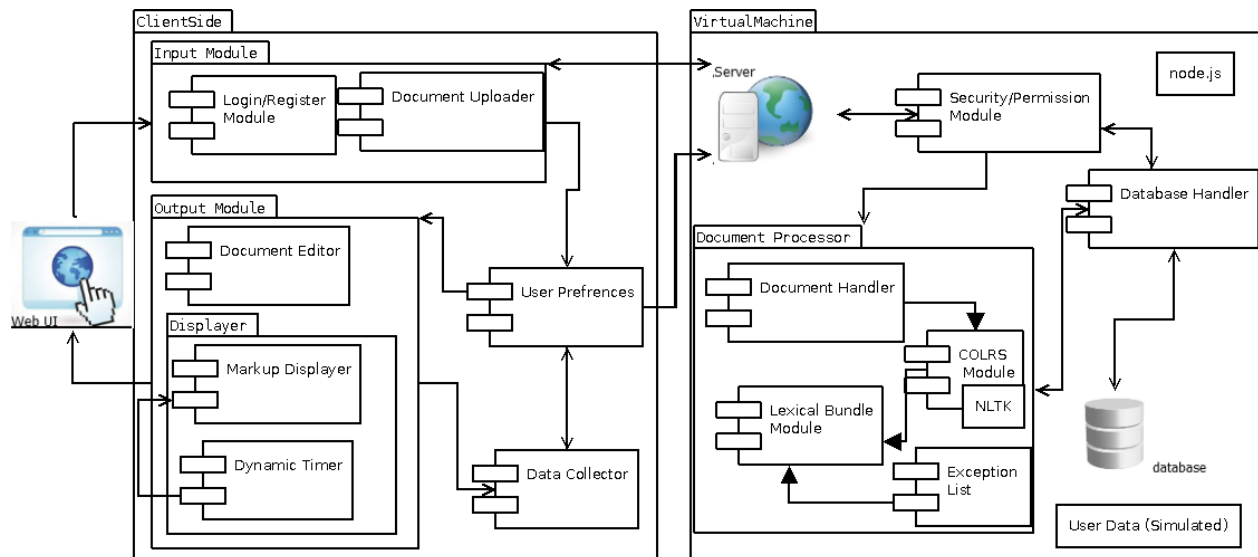 ClientSide
Input Module
Login/Register
Module
Document Uploader
Output Module
Document Editor
Displayer
Markup Displayer
Dynamic Timer
User Prefrences
Data Collector
Web UI
VirtualMachine
.Server
node.js
Security/Permission
Module
Database Handler
Document Processor
Document Handler
COLRS
Module
NLTK
Lexical Bundle
Module
Exception
List
database
User Data (Simulated)